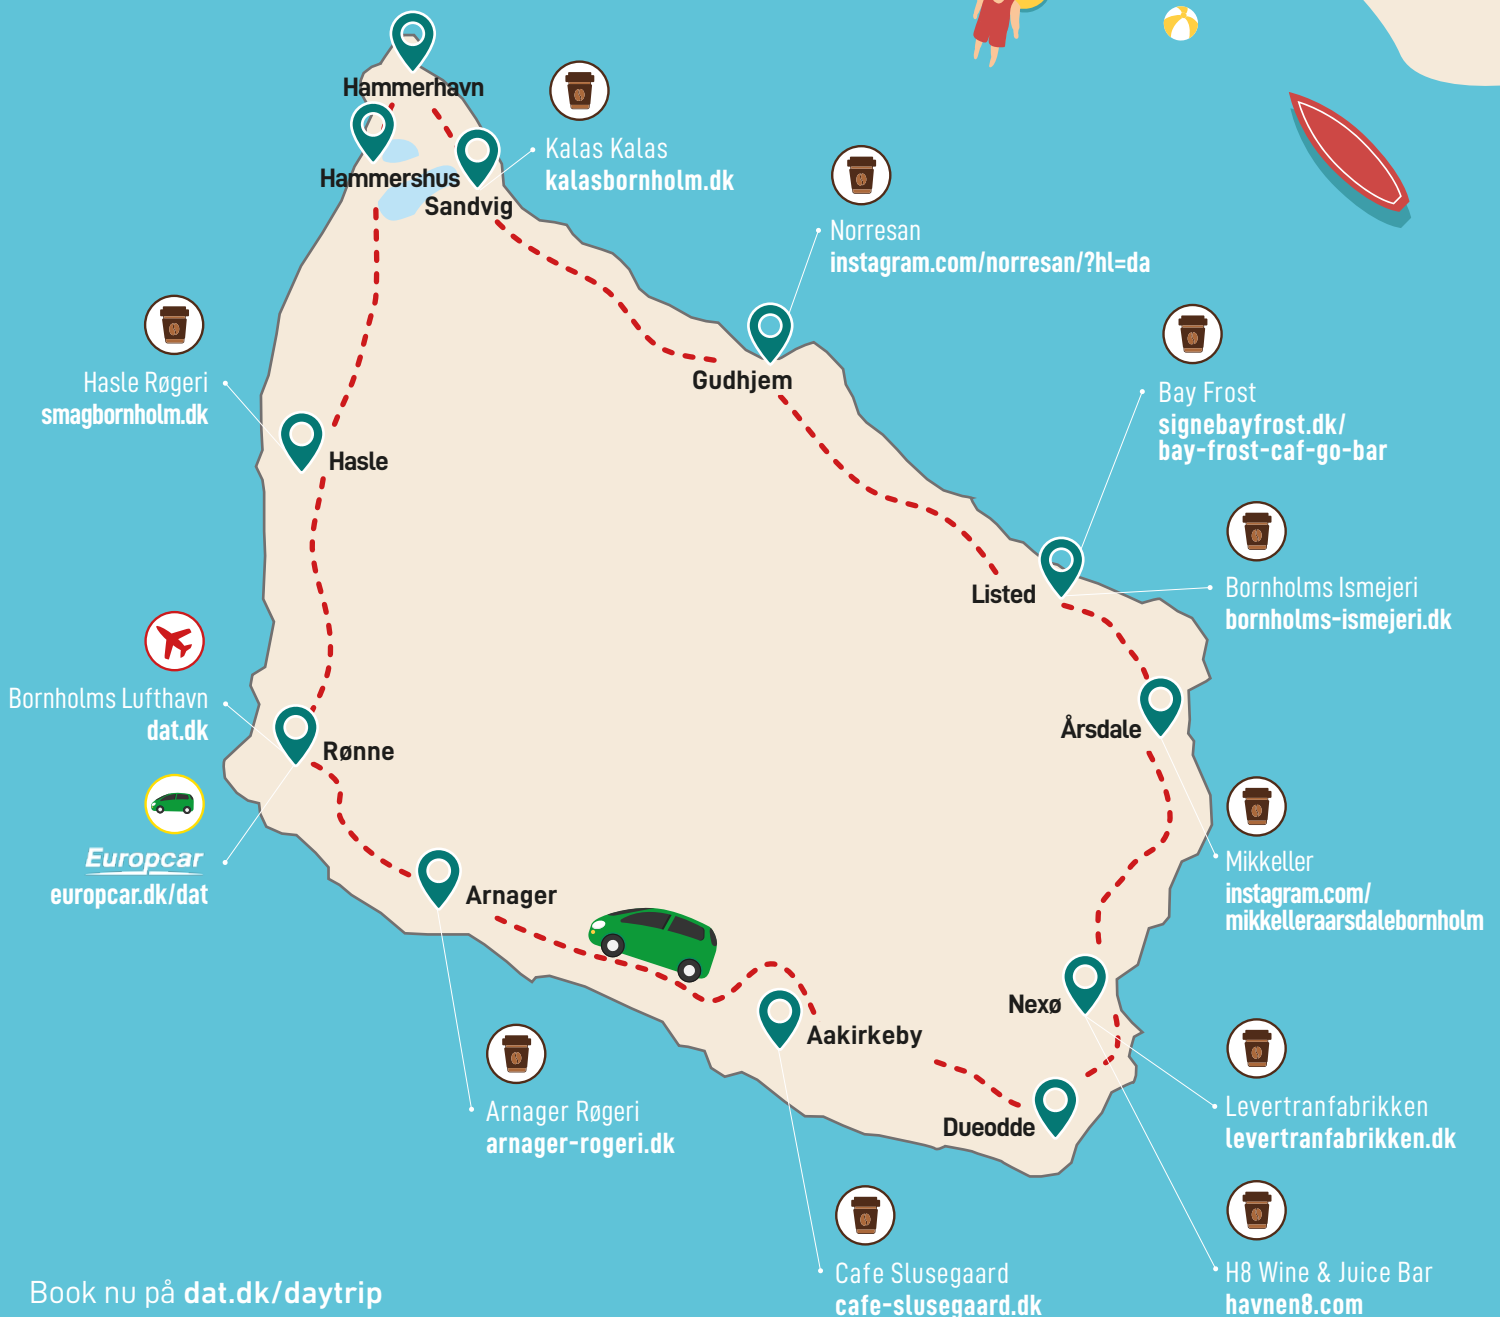 Hammerhavn
Hammershus
Sandvig
Kalas Kalas
kalasbornholm.dk
Norresan
instagram.com/norresan/?hl=da
Gudhjem
Hasle Røgeri
smagbornholm.dk
Hasle
Bay Frost
signebayfrost.dk/
bay-frost-caf-go-bar
Listed
Bornholms Ismejeri
bornholms-ismejeri.dk
Bornholms Lufthavn
dat.dk
Rønne
Årsdale
Europcar
europcar.dk/dat
Mikkeller
instagram.com/
mikkelleraarsdalebornholm
Arnager
Nexø
Aakirkeby
Arnager Røgeri
arnager-rogeri.dk
Dueodde
Levertranfabrikken
levertranfabrikken.dk
Cafe Slusegaard
cafe-slusegaard.dk
H8 Wine & Juice Bar
havnen8.com
Book nu på dat.dk/daytrip